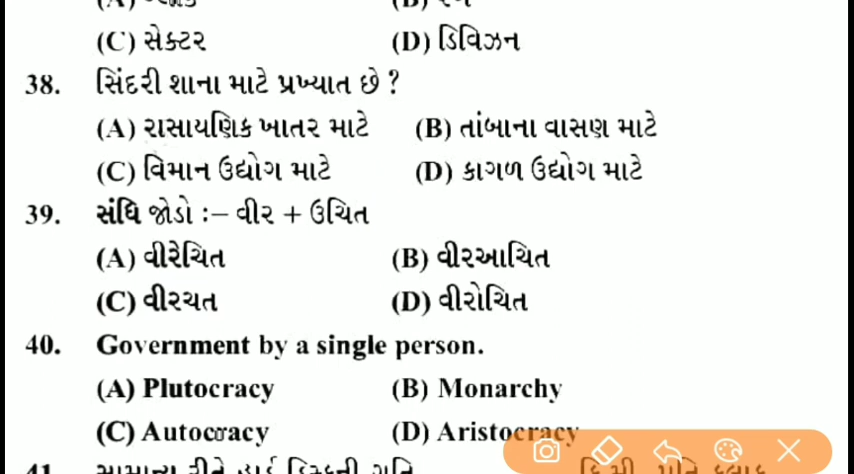 (C) સેક્ટર (D) ડિવિઝન
38. સિંદરી શાના માટે પ્રખ્યાત છે ?
(A) રાસાયણિક ખાતર માટે (B) તાંબાના વાસણ માટે
(C) વિમાન ઉદ્યોગ માટે (D) કાગળ ઉદ્યોગ માટે
39. સંધિ જોડો :– વીર + ઉચિત
(A) વીરેચિત (B) વીરઆચિત
(C) વીરચત (D) વીરોચિત
40. Government by a single person.
(A) Plutocracy (B) Monarchy
(C) Autocracy (D) Aristocracy
41